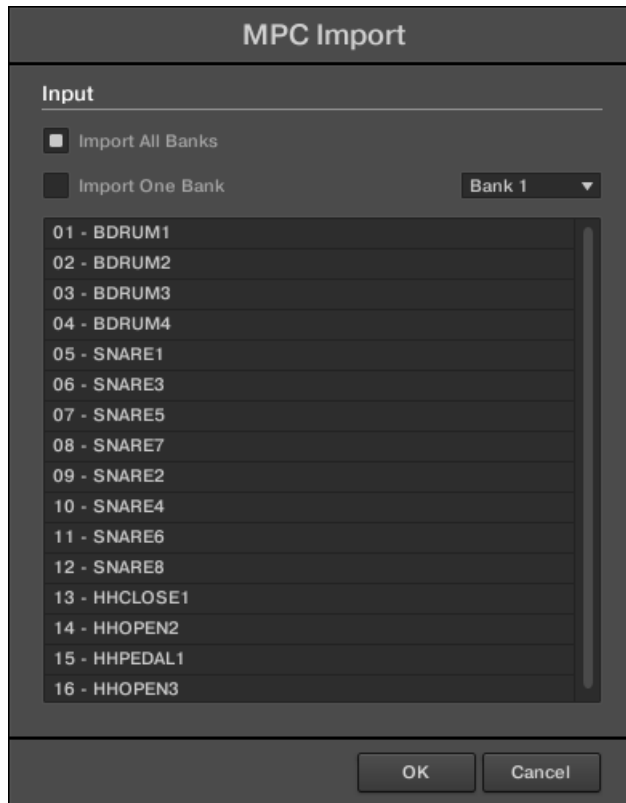 MPC Import
Input
Import All Banks
Import One Bank Bank 1
01 - BDRUM1
02 - BDRUM2
03 - BDRUM3
04 - BDRUM4
05 - SNARE1
06 - SNARE3
07 - SNARE5
08 - SNARE7
09 - SNARE2
10 - SNARE4
11 - SNARE6
12 - SNARE8
13 - HHCLOSE1
14 - HHOPEN2
15 - HHPEDAL1
16 - HHOPEN3
OK Cancel